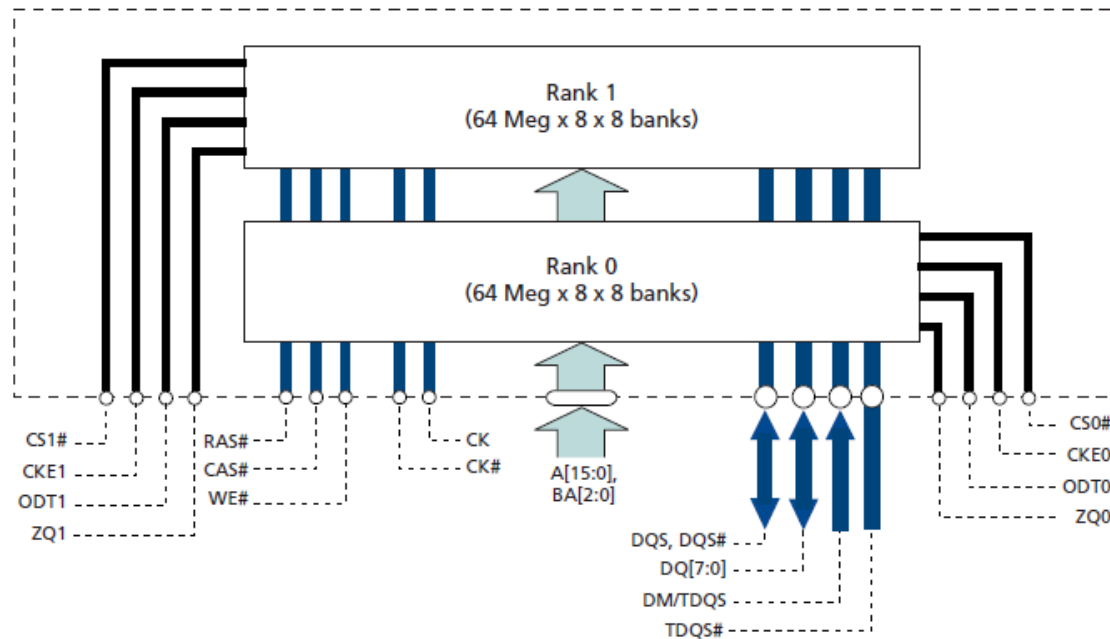 Rank 1
(64 Meg x 8 x 8 banks)
Rank 0
(64 Meg x 8 x 8 banks)
CS1#
CKE1
ODT1
ZQ1
RAS#
CAS#
WE#
CK
CK#
A[15:0],
BA[2:0]
DQS, DQS#
DQ[7:0]
DM/TDQS
TDQS#
CS0#
CKE0
ODT0
ZQ0